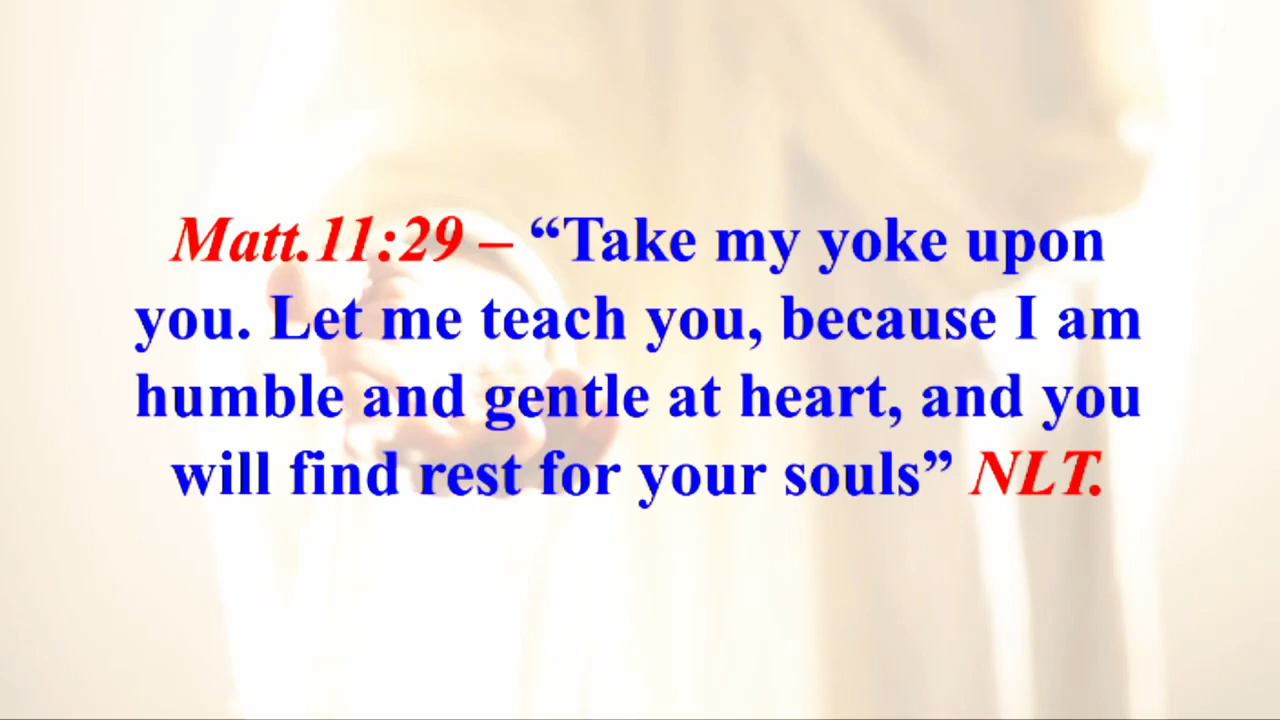 Matt.11:29 – “Take my yoke upon
you. Let me teach you, because I am
humble and gentle at heart, and you
will find rest for your souls” NLT.